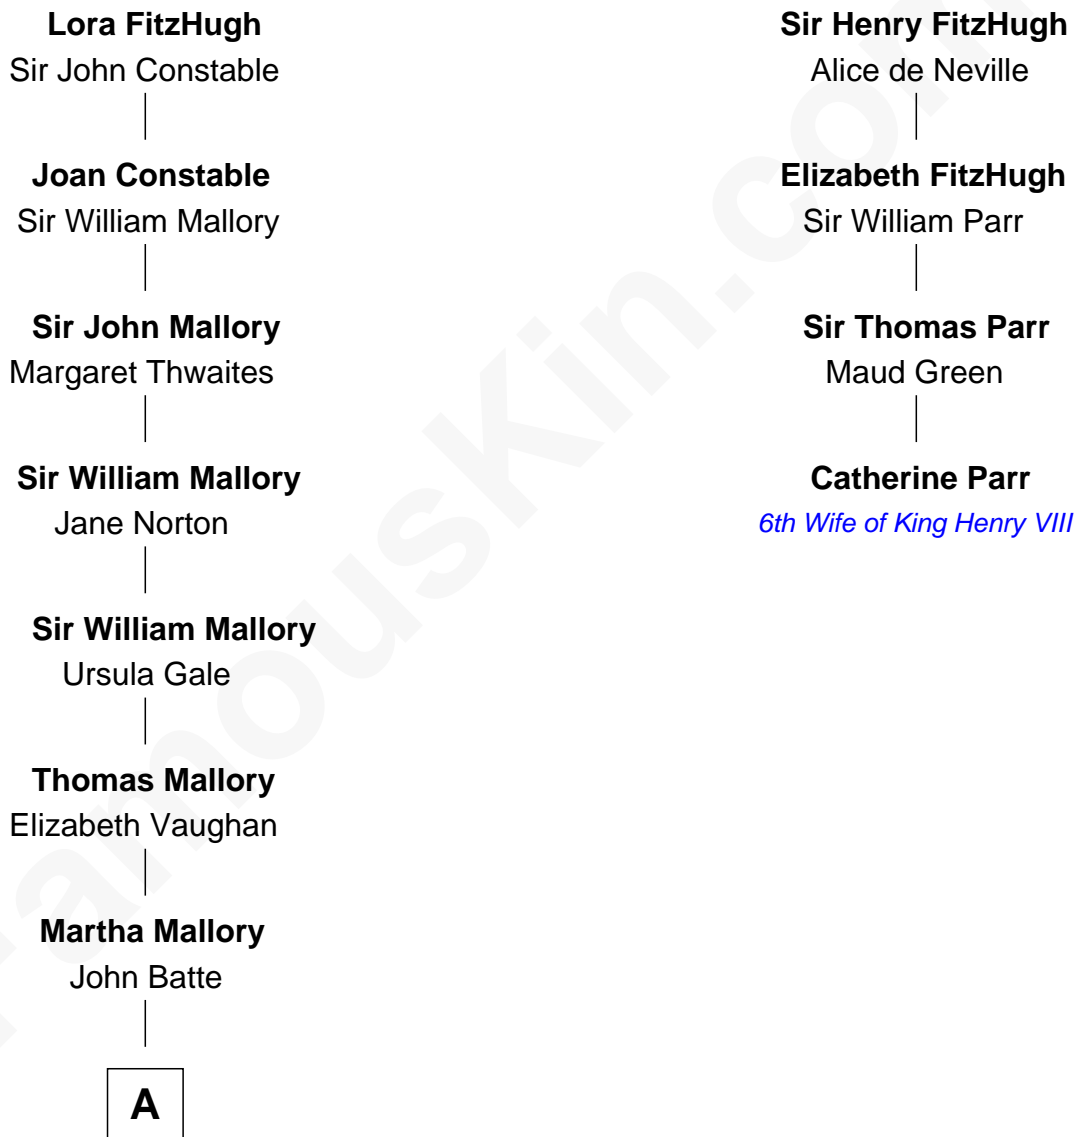 Lora FitzHugh
Sir John Constable
Joan Constable
Sir William Mallory
Sir John Mallory
Margaret Thwaites
Sir William Mallory
Jane Norton
Sir William Mallory
Ursula Gale
Thomas Mallory
Elizabeth Vaughan
Martha Mallory
John Batte
A
Sir Henry FitzHugh
Alice de Neville
Elizabeth FitzHugh
Sir William Parr
Sir Thomas Parr
Maud Green
Catherine Parr
6th Wife of King Henry VIII
FamousKin.com